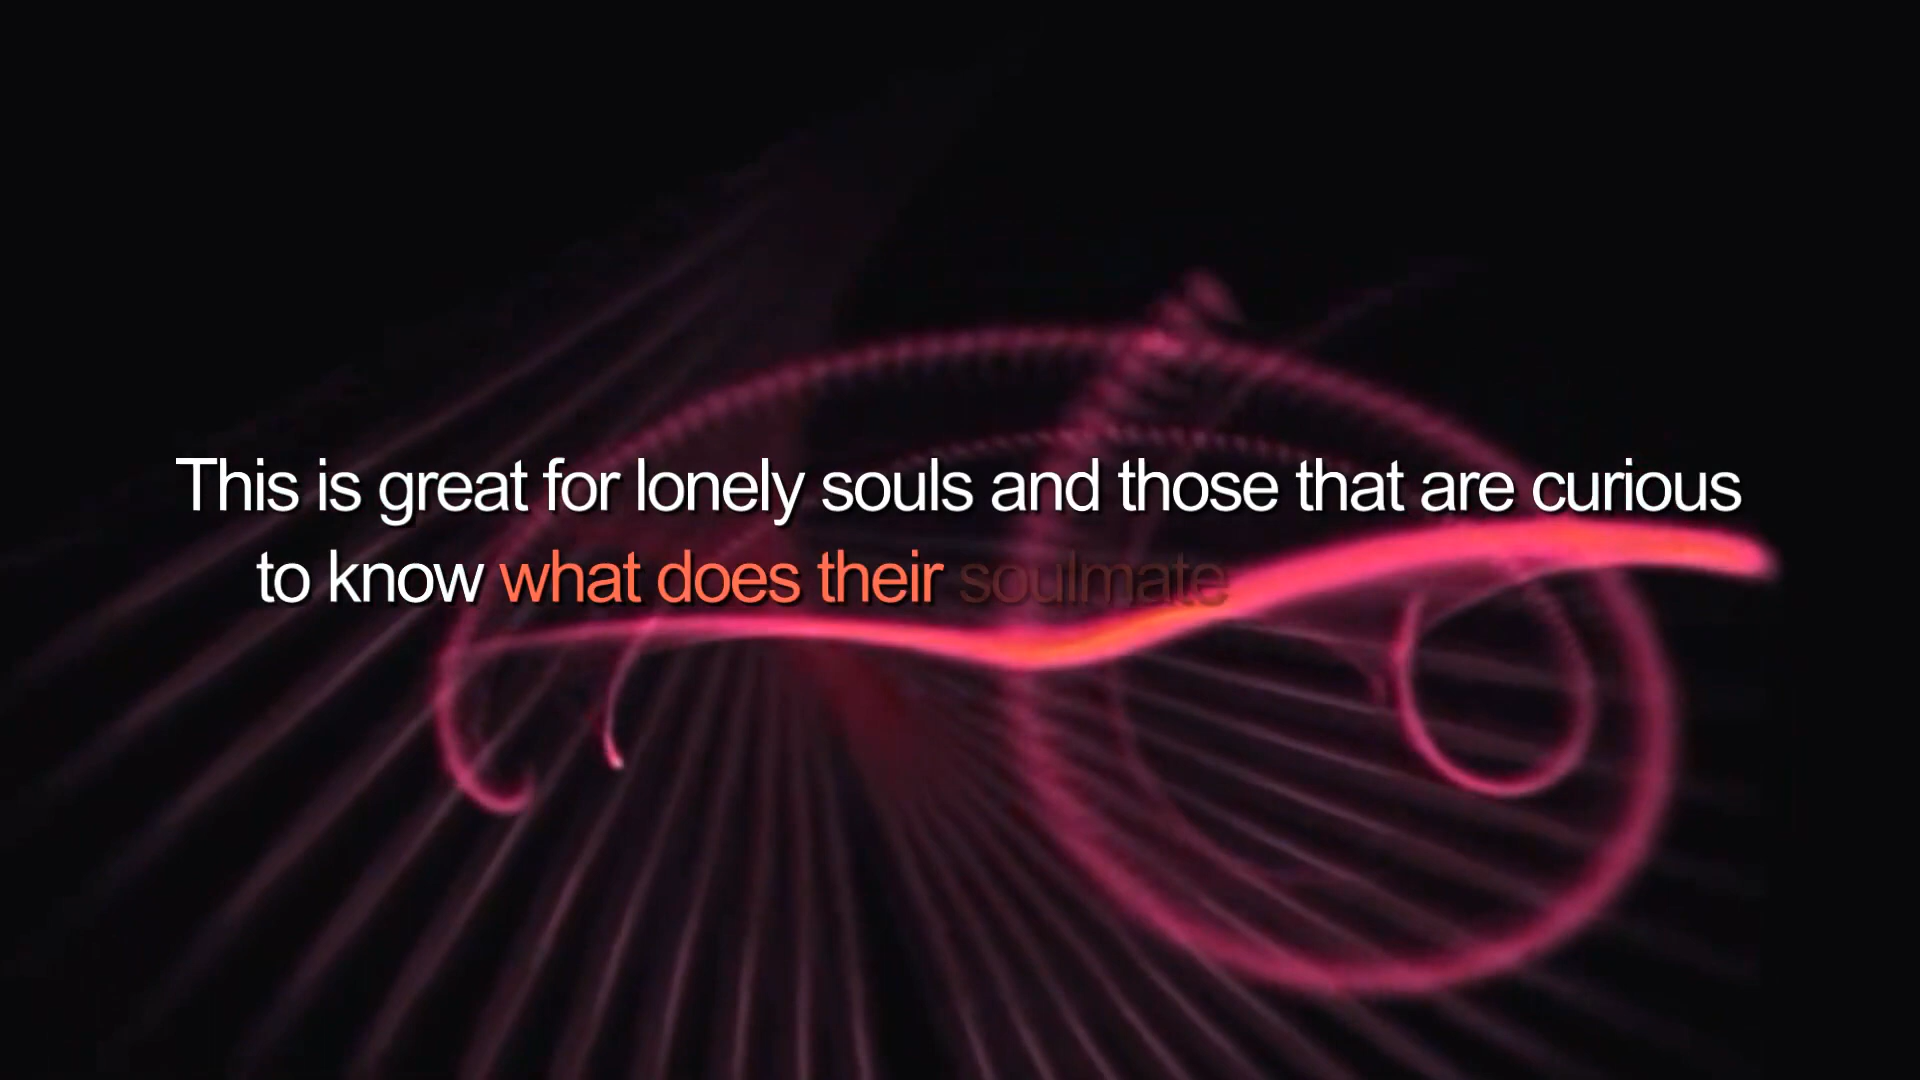 This is great for lonely souls and those that are curious
to know what does their soulmate